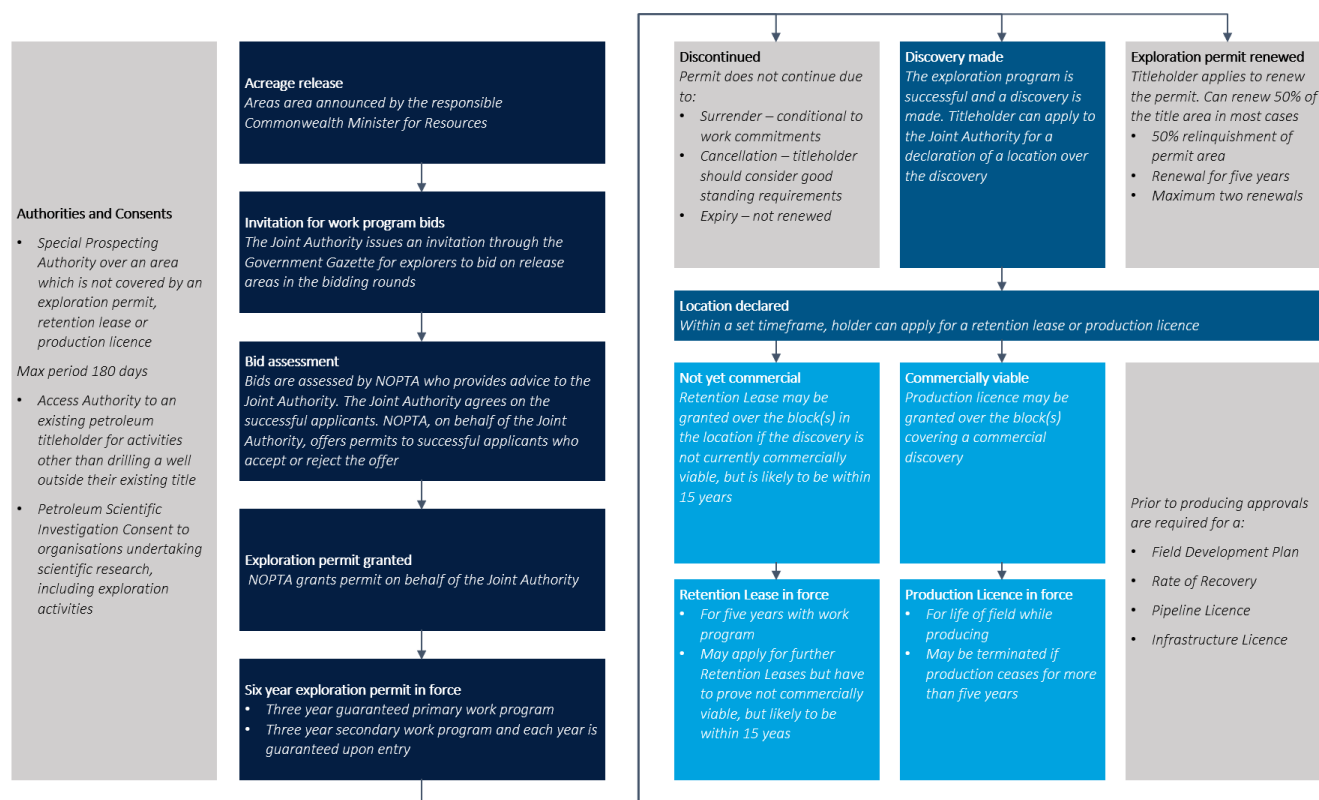 Authorities and Consents
• Special Prospecting
Authority over an area
which is not covered by an
exploration permit,
retention lease or
production licence
Max period 180 days
• Access Authority to an
existing petroleum
titleholder for activities
other than drilling a well
outside their existing title
• Petroleum Scientific
Investigation Consent to
organisations undertaking
scientific research,
including exploration
activities
Acreage release
Areas area announced by the responsible
Commonwealth Minister for Resources
Invitation for work program bids
The Joint Authority issues an invitation through the
Government Gazette for explorers to bid on release
areas in the bidding rounds
Bid assessment
Bids are assessed by NOPTA who provides advice to the
Joint Authority. The Joint Authority agrees on the
successful applicants. NOPTA, on behalf of the Joint
Authority, offers permits to successful applicants who
accept or reject the offer
Exploration permit granted
NOPTA grants permit on behalf of the Joint Authority
Six year exploration permit in force
• Three year guaranteed primary work program
• Three year secondary work program and each year is
guaranteed upon entry
Discontinued
Permit does not continue due
to:
• Surrender – conditional to
work commitments
• Cancellation – titleholder
should consider good
standing requirements
• Expiry – not renewed
Discovery made
The exploration program is
successful and a discovery is
made. Titleholder can apply to
the Joint Authority for a
declaration of a location over
the discovery
Exploration permit renewed
Titleholder applies to renew
the permit. Can renew 50% of
the title area in most cases
• 50% relinquishment of
permit area
• Renewal for five years
• Maximum two renewals
Location declared
Within a set timeframe, holder can apply for a retention lease or production licence
Not yet commercial
Retention Lease may be
granted over the block(s) in
the location if the discovery is
not currently commercially
viable, but is likely to be within
15 years
Commercially viable
Production licence may be
granted over the block(s)
covering a commercial
discovery
Retention Lease in force
• For five years with work
program
• May apply for further
Retention Leases but have
to prove not commercially
viable, but likely to be
within 15 yeas
Production Licence in force
• For life of field while
producing
• May be terminated if
production ceases for more
than five years
Prior to producing approvals
are required for a:
• Field Development Plan
• Rate of Recovery
• Pipeline Licence
• Infrastructure Licence